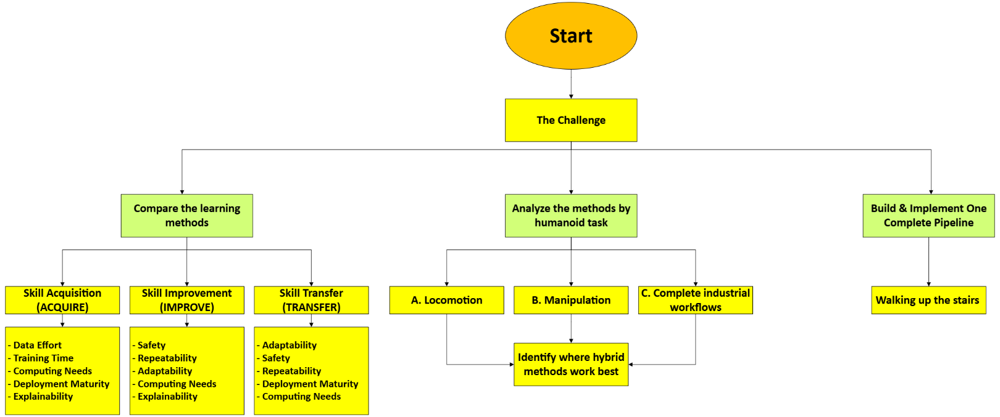 Start
The Challenge
Compare the learning
methods
Analyze the methods by
humanoid task
Build & Implement One
Complete Pipeline
Skill Acquisition
(ACQUIRE)
Skill Improvement
(IMPROVE)
Skill Transfer
(TRANSFER)
A. Locomotion
B. Manipulation
C. Complete industrial
workflows
Walking up the stairs
- Data Effort
- Training Time
- Computing Needs
- Deployment Maturity
- Explainability
- Safety
- Repeatability
- Adaptability
- Computing Needs
- Explainability
- Adaptability
- Safety
- Repeatability
- Deployment Maturity
- Computing Needs
Identify where hybrid
methods work best